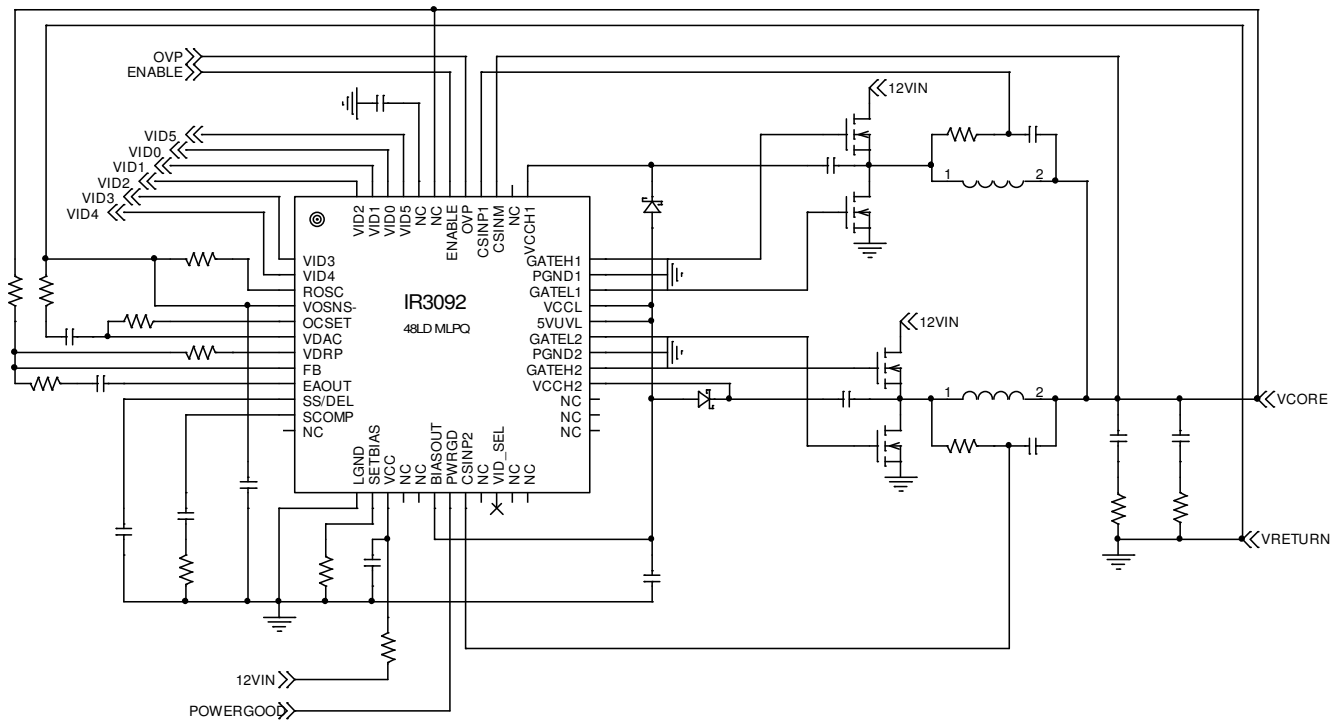 OVP
ENABLE
12VIN
VID5
VID0
VID1
VID2
VID3
VID4
1 2
VID2
VID1
VID0
VID5
NC
NC
ENABLE
OVP
CSINP1
CSINM
NC
VCCH1
VID3
VID4
ROSC
VOSNS-
OCSET
VDAC
VDRP
FB
EAOUT
SS/DEL
SCOMP
NC
IR3092
48LD MLPQ
GATEH1
PGND1
GATEL1
VCCL
5VUVL
GATEL2
PGND2
GATEH2
VCCH2
NC
NC
NC
12VIN
1 2
VCORE
LGND
SETBIAS
VCC
NC
NC
BIASOUT
PWRGD
CSINP2
NC
VID_SEL
NC
NC
VRETURN
12VIN
POWERGOOD